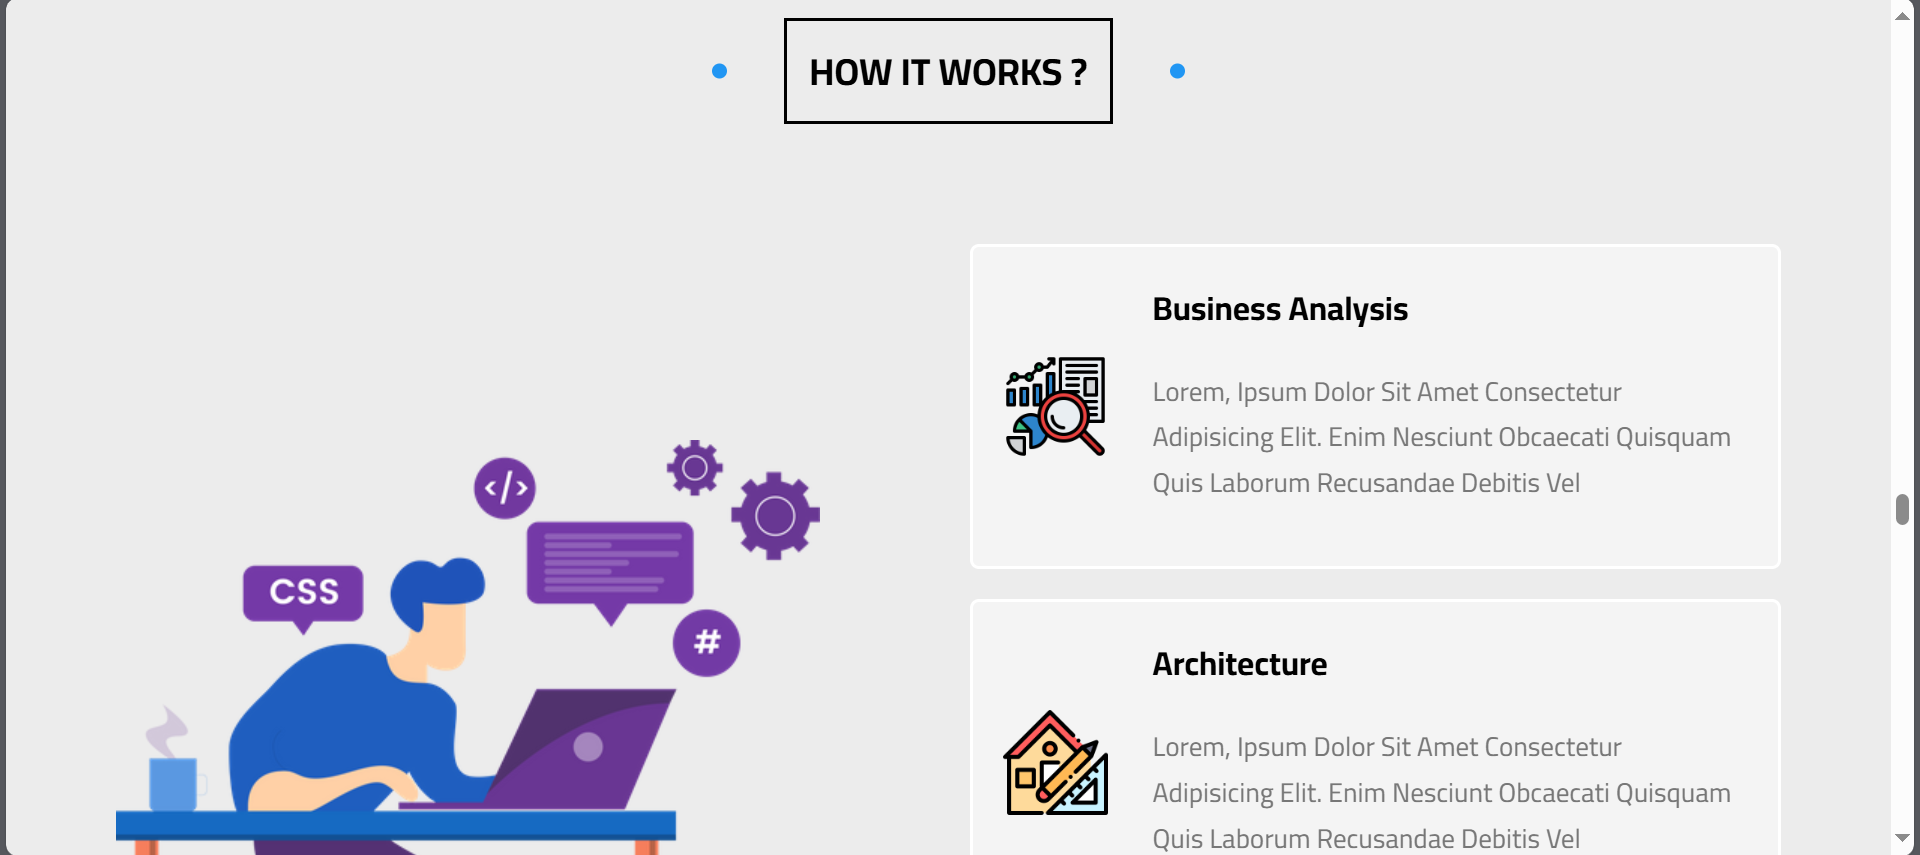 HOW IT WORKS ?
Business Analysis
Lorem, Ipsum Dolor Sit Amet Consectetur
Adipisicing Elit. Enim Nesciunt Obcaecati Quisquam
Quis Laborum Recusandae Debitis Vel
</>
CSS
#
Architecture
Lorem, Ipsum Dolor Sit Amet Consectetur
Adipisicing Elit. Enim Nesciunt Obcaecati Quisquam
Quis Laborum Recusandae Debitis Vel